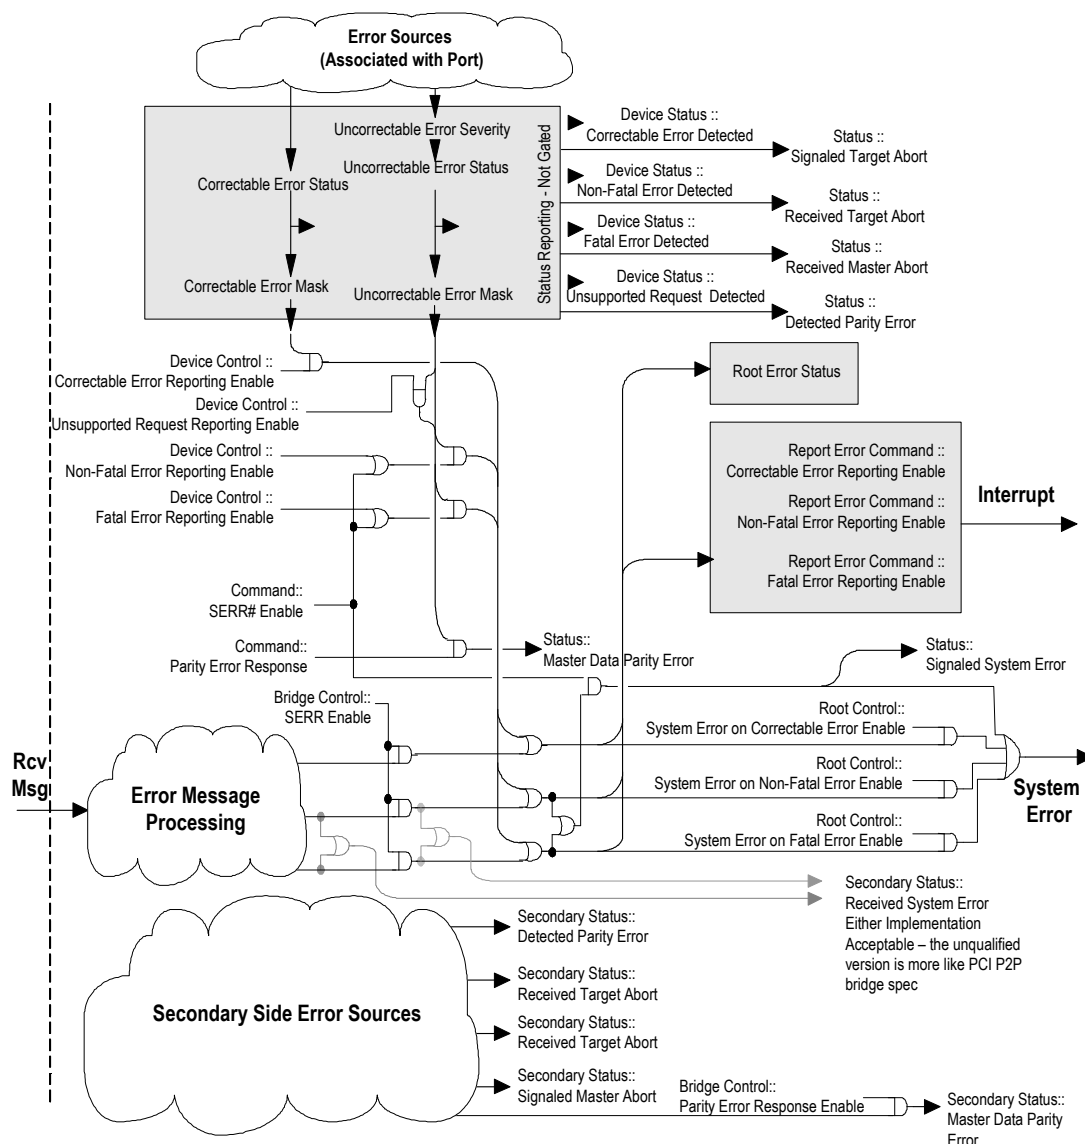 Error Sources
(Associated with Port)
Uncorrectable Error Severity
Uncorrectable Error Status
Correctable Error Status
Correctable Error Mask
Uncorrectable Error Mask
Status Reporting - Not Gated
Device Status ::
Correctable Error Detected
Status ::
Signaled Target Abort
Device Status ::
Non-Fatal Error Detected
Status ::
Received Target Abort
Device Status ::
Fatal Error Detected
Status ::
Received Master Abort
Device Status ::
Unsupported Request Detected
Status ::
Detected Parity Error
Device Control ::
Correctable Error Reporting Enable
Device Control ::
Unsupported Request Reporting Enable
Device Control ::
Non-Fatal Error Reporting Enable
Device Control ::
Fatal Error Reporting Enable
Root Error Status
Report Error Command ::
Correctable Error Reporting Enable
Report Error Command ::
Non-Fatal Error Reporting Enable
Report Error Command ::
Fatal Error Reporting Enable
Interrupt
Command::
SERR# Enable
Command::
Parity Error Response
Status::
Master Data Parity Error
Status::
Signaled System Error
Bridge Control::
SERR Enable
Root Control::
System Error on Correctable Error Enable
Root Control::
System Error on Non-Fatal Error Enable
Root Control::
System Error on Fatal Error Enable
System
Error
Rcv
Msg
Error Message
Processing
Secondary Status::
Received System Error
Either Implementation
Acceptable – the unqualified
version is more like PCI P2P
bridge spec
Secondary Side Error Sources
Secondary Status::
Detected Parity Error
Secondary Status::
Received Target Abort
Secondary Status::
Received Target Abort
Secondary Status::
Signaled Master Abort
Bridge Control::
Parity Error Response Enable
Secondary Status::
Master Data Parity
Error